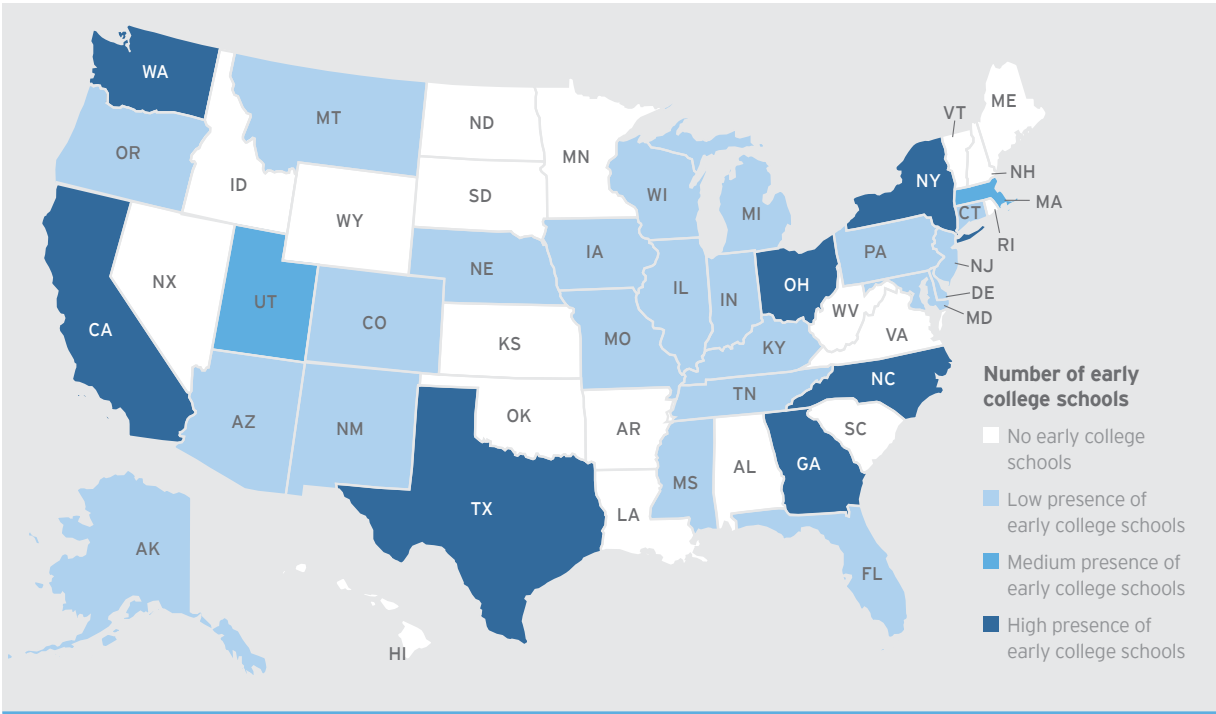 WA
MT
ND
MN
VT
ME
OR
ID
SD
WI
MI
NY
NH
MA
CT
RI
WY
NE
IA
PA
NJ
NX
UT
CO
IL
IN
OH
DE
MD
CA
KS
MO
KY
WV
VA
AZ
NM
OK
AR
TN
NC
SC
TX
LA
MS
AL
GA
AK
FL
HI
Number of early
college schools
No early college
schools
Low presence of
early college schools
Medium presence of
early college schools
High presence of
early college schools